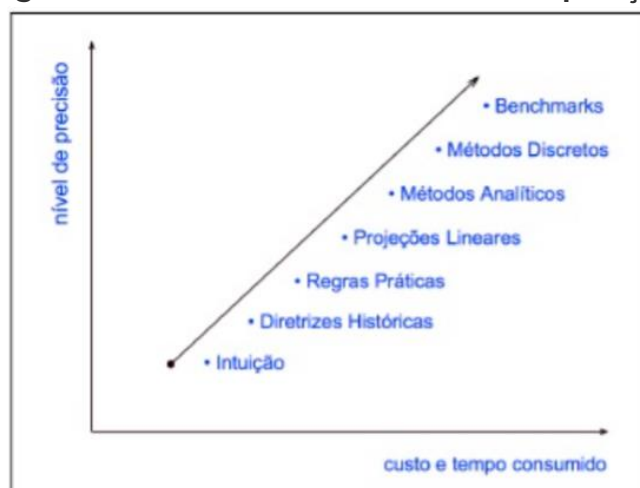 nível de precisão
• Benchmarks
• Métodos Discretos
• Métodos Analíticos
• Projeções Lineares
• Regras Práticas
• Diretrizes Históricas
• Intuição
custo e tempo consumido